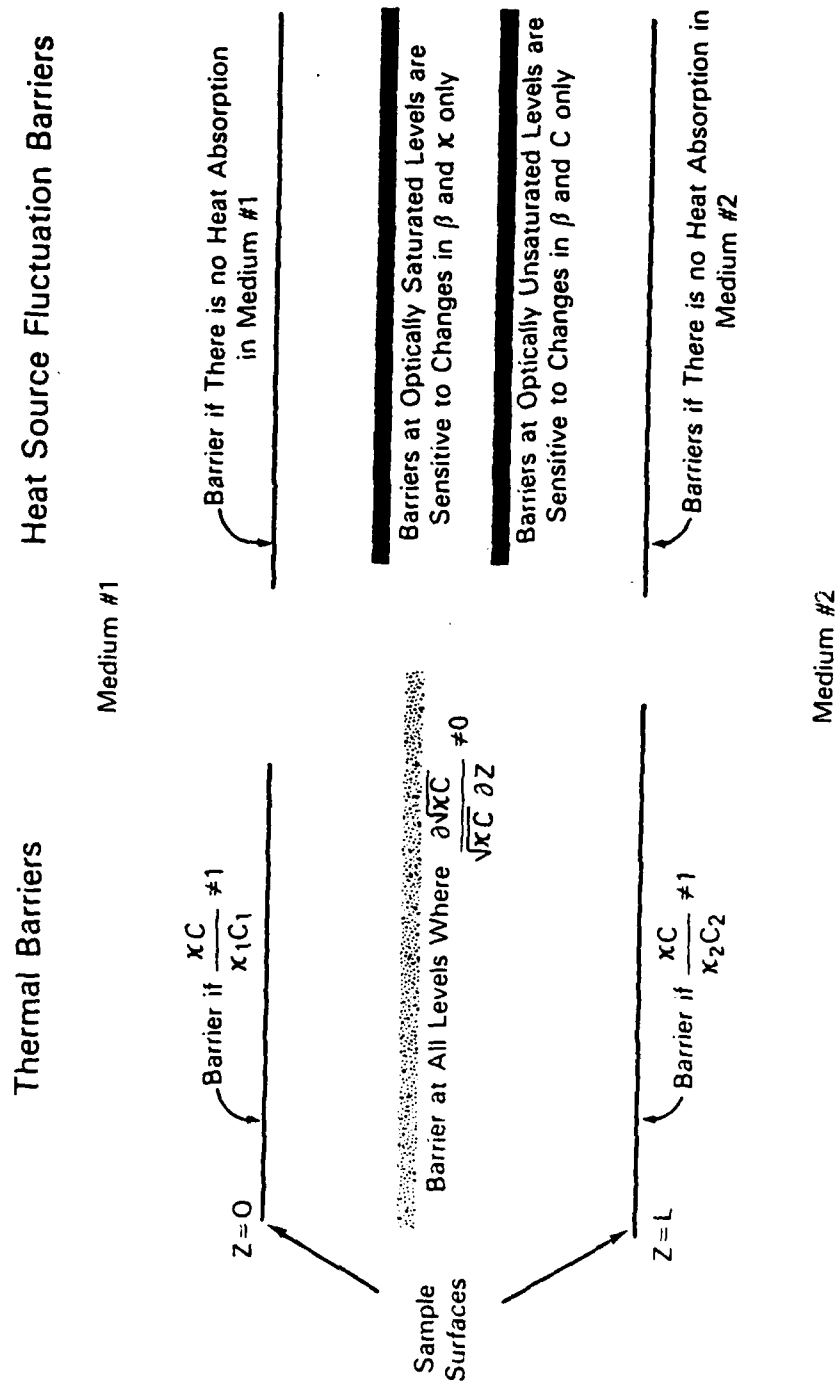 Thermal Barriers
Heat Source Fluctuation Barriers
Medium #1
Z=0
Barrier if κC/κ₁C₁ ≠1
Barrier if There is no Heat Absorption
in Medium #1
Sample
Surfaces
Barrier at All Levels Where ∂√κC/√κC ∂Z ≠0
Barriers at Optically Saturated Levels are
Sensitive to Changes in β and κ only
Barriers at Optically Unsaturated Levels are
Sensitive to Changes in β and C only
Z=L
Barrier if κC/κ₂C₂ ≠1
Barriers if There is no Heat Absorption in
Medium #2
Medium #2